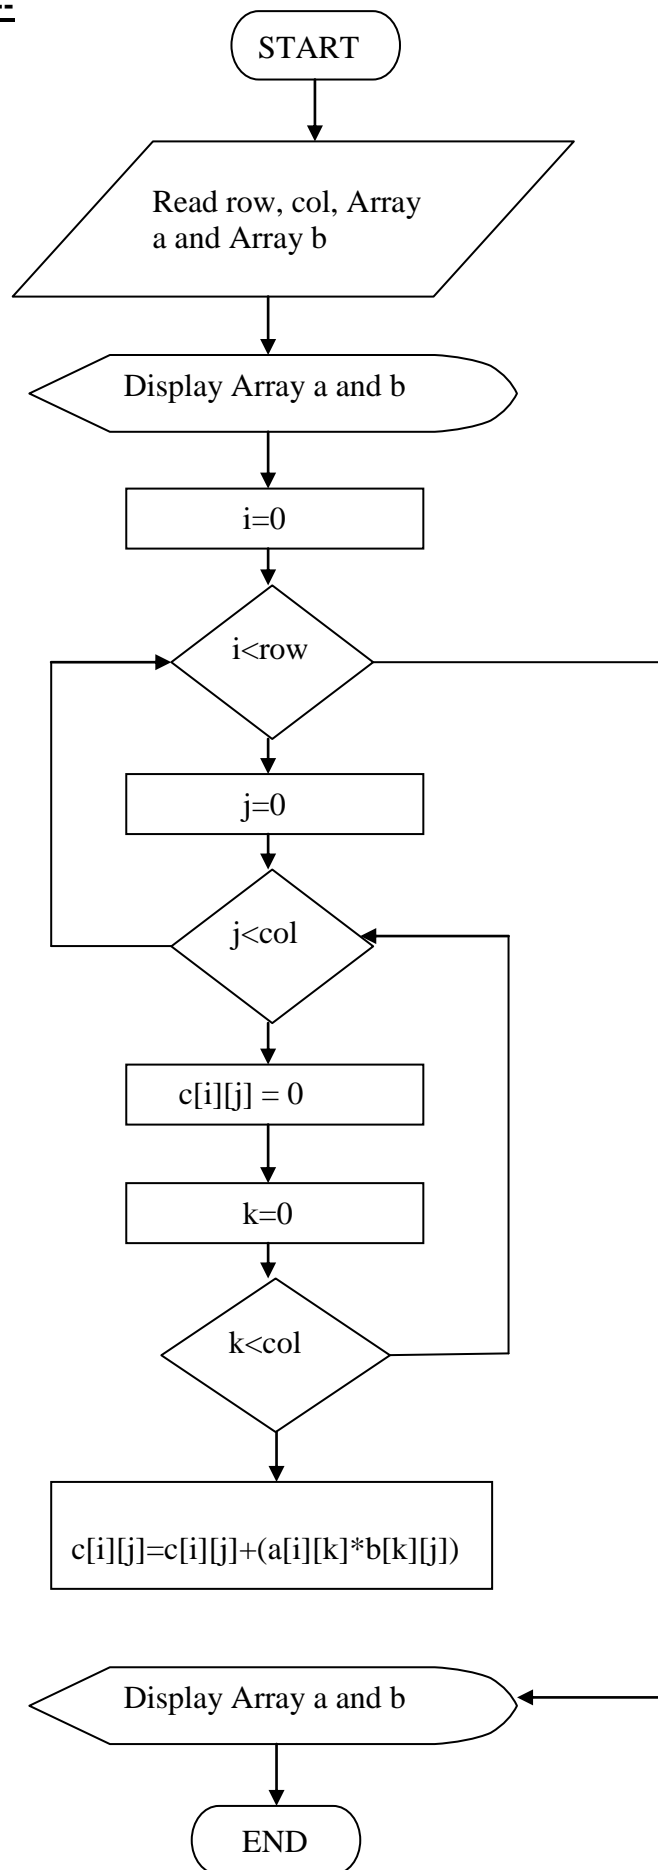 START
Read row, col, Array
a and Array b
Display Array a and b
i=0
i<row
j=0
j<col
c[i][j] = 0
k=0
k<col
c[i][j]=c[i][j]+(a[i][k]*b[k][j])
Display Array a and b
END